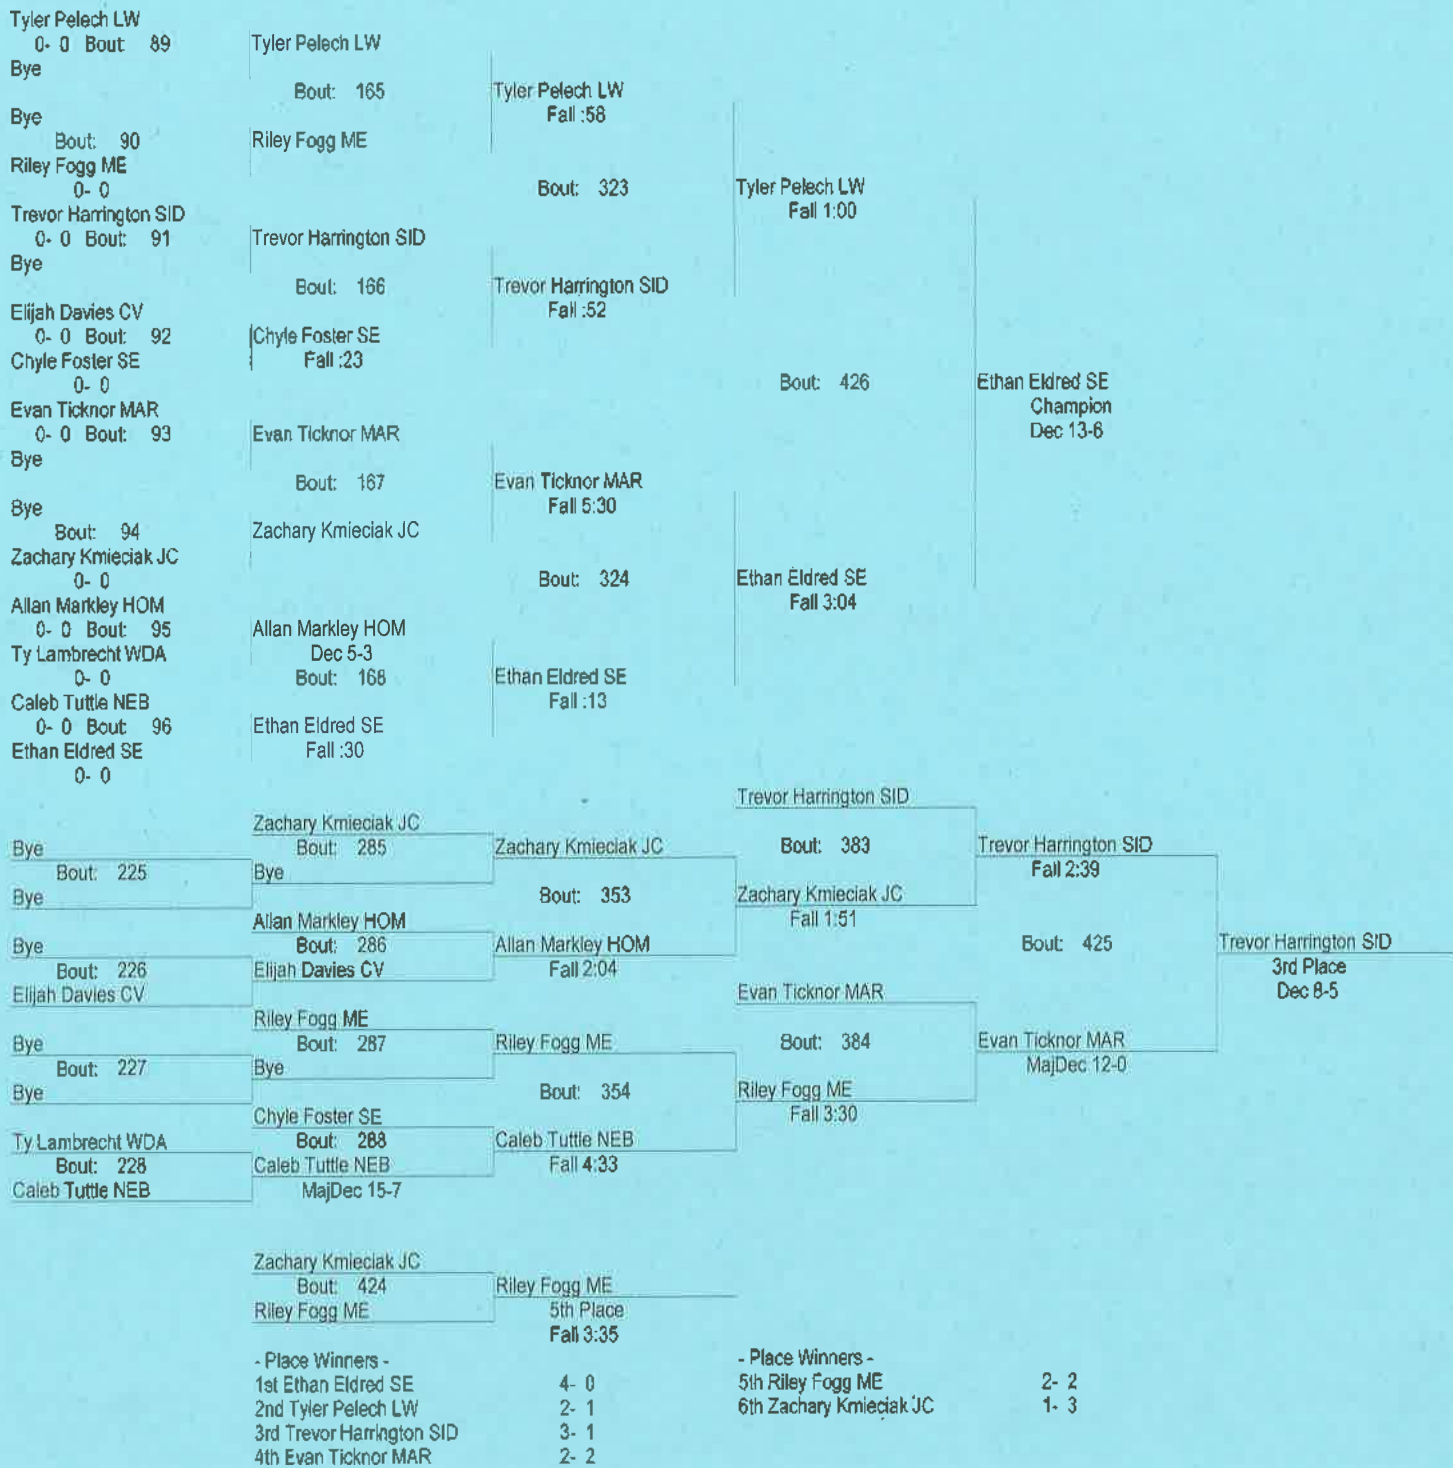 Tyler Pelech LW
0- 0 Bout: 89
Bye
Bye
Bout: 90
Riley Fogg ME
0- 0
Trevor Harrington SID
0- 0 Bout: 91
Bye
Elijah Davies CV
0- 0 Bout: 92
Chyle Foster SE
0- 0
Evan Ticknor MAR
0- 0 Bout: 93
Bye
Bye
Bout: 94
Zachary Kmieciak JC
0- 0
Allan Markley HOM
0- 0 Bout: 95
Ty Lambrecht WDA
0- 0
Caleb Tuttle NEB
0- 0 Bout: 96
Ethan Eldred SE
0- 0
Tyler Pelech LW
Bout: 165
Riley Fogg ME
Trevor Harrington SID
Bout: 166
Chyle Foster SE
Fall :23
Evan Ticknor MAR
Bout: 167
Zachary Kmieciak JC
Allan Markley HOM
Dec 5-3
Bout: 168
Ethan Eldred SE
Fall :30
Tyler Pelech LW
Fall :58
Bout: 323
Trevor Harrington SID
Fall :52
Evan Ticknor MAR
Fall 5:30
Bout: 324
Ethan Eldred SE
Fall :13
Tyler Pelech LW
Fall 1:00
Bout: 426
Ethan Eldred SE
Fall 3:04
Ethan Eldred SE
Champion
Dec 13-6
Bye
Bout: 225
Bye
Bye
Bout: 226
Elijah Davies CV
Bye
Bout: 227
Bye
Ty Lambrecht WDA
Bout: 228
Caleb Tuttle NEB
Zachary Kmieciak JC
Bout: 285
Bye
Allan Markley HOM
Bout: 286
Elijah Davies CV
Riley Fogg ME
Bout: 287
Bye
Chyle Foster SE
Bout: 288
Caleb Tuttle NEB
MajDec 15-7
Zachary Kmieciak JC
Bout: 353
Allan Markley HOM
Fall 2:04
Riley Fogg ME
Bout: 354
Caleb Tuttle NEB
Fall 4:33
Trevor Harrington SID
Bout: 383
Zachary Kmieciak JC
Fall 1:51
Evan Ticknor MAR
Bout: 384
Riley Fogg ME
Fall 3:30
Trevor Harrington SID
Fall 2:39
Bout: 425
Evan Ticknor MAR
MajDec 12-0
Trevor Harrington SID
3rd Place
Dec 8-5
Zachary Kmieciak JC
Bout: 424
Riley Fogg ME
Riley Fogg ME
5th Place
Fall 3:35
- Place Winners -
1st Ethan Eldred SE 4- 0
2nd Tyler Pelech LW 2- 1
3rd Trevor Harrington SID 3- 1
4th Evan Ticknor MAR 2- 2
- Place Winners -
5th Riley Fogg ME 2- 2
6th Zachary Kmieciak JC 1- 3